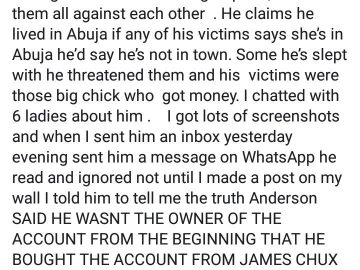 them all against each other . He claims he
lived in Abuja if any of his victims says she's in
Abuja he'd say he's not in town. Some he's slept
with he threatened them and his victims were
those big chick who got money. I chatted with
6 ladies about him . I got lots of screenshots
and when I sent him an inbox yesterday
evening sent him a message on WhatsApp he
read and ignored not until I made a post on my
wall I told him to tell me the truth Anderson
SAID HE WASNT THE OWNER OF THE
ACCOUNT FROM THE BEGINNING THAT HE
BOUGHT THE ACCOUNT FROM JAMES CHUX